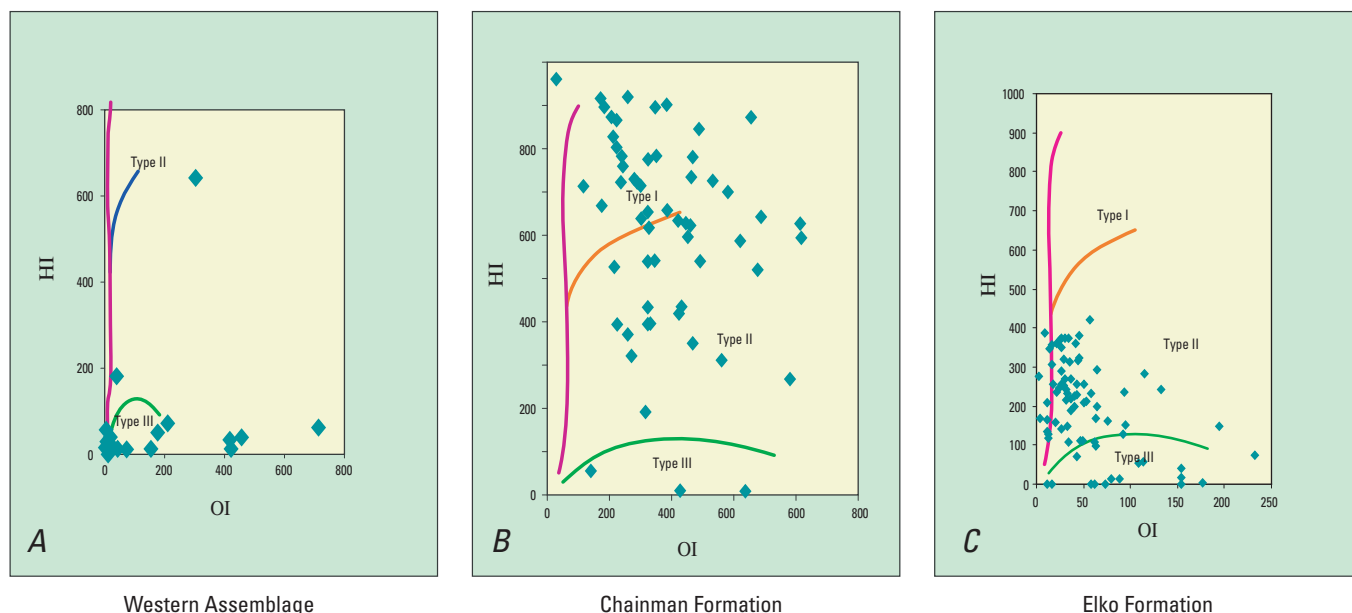 800
600
400
200
0
HI
Type II
Type III
0 200 400 600 800
OI
A
Western Assemblage
800
600
400
200
0
HI
Type I
Type II
Type III
0 200 400 600 600 800
OI
B
Chainman Formation
1000
900
800
700
600
500
400
300
200
100
0
HI
Type I
Type II
Type III
0 50 100 150 200 250
OI
C
Elko Formation